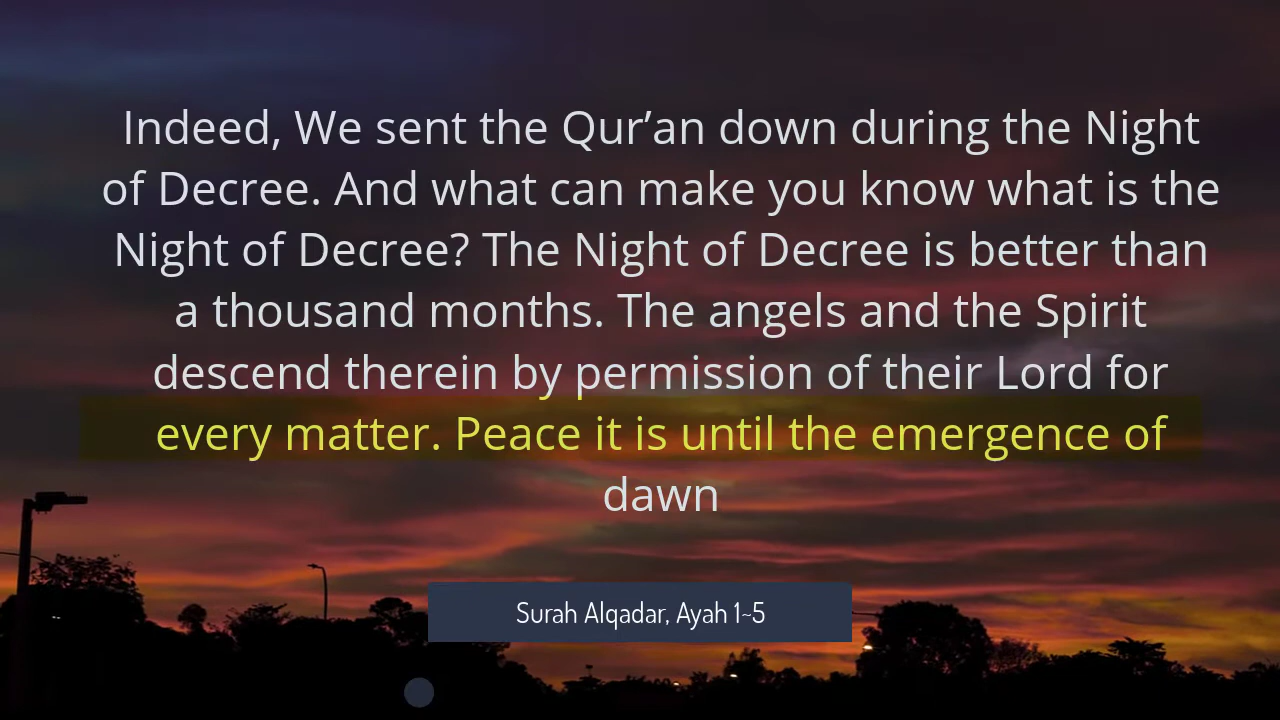 Indeed, We sent the Qur’an down during the Night
of Decree. And what can make you know what is the
Night of Decree? The Night of Decree is better than
a thousand months. The angels and the Spirit
descend therein by permission of their Lord for
every matter. Peace it is until the emergence of
dawn
Surah Alqadar, Ayah 1~5